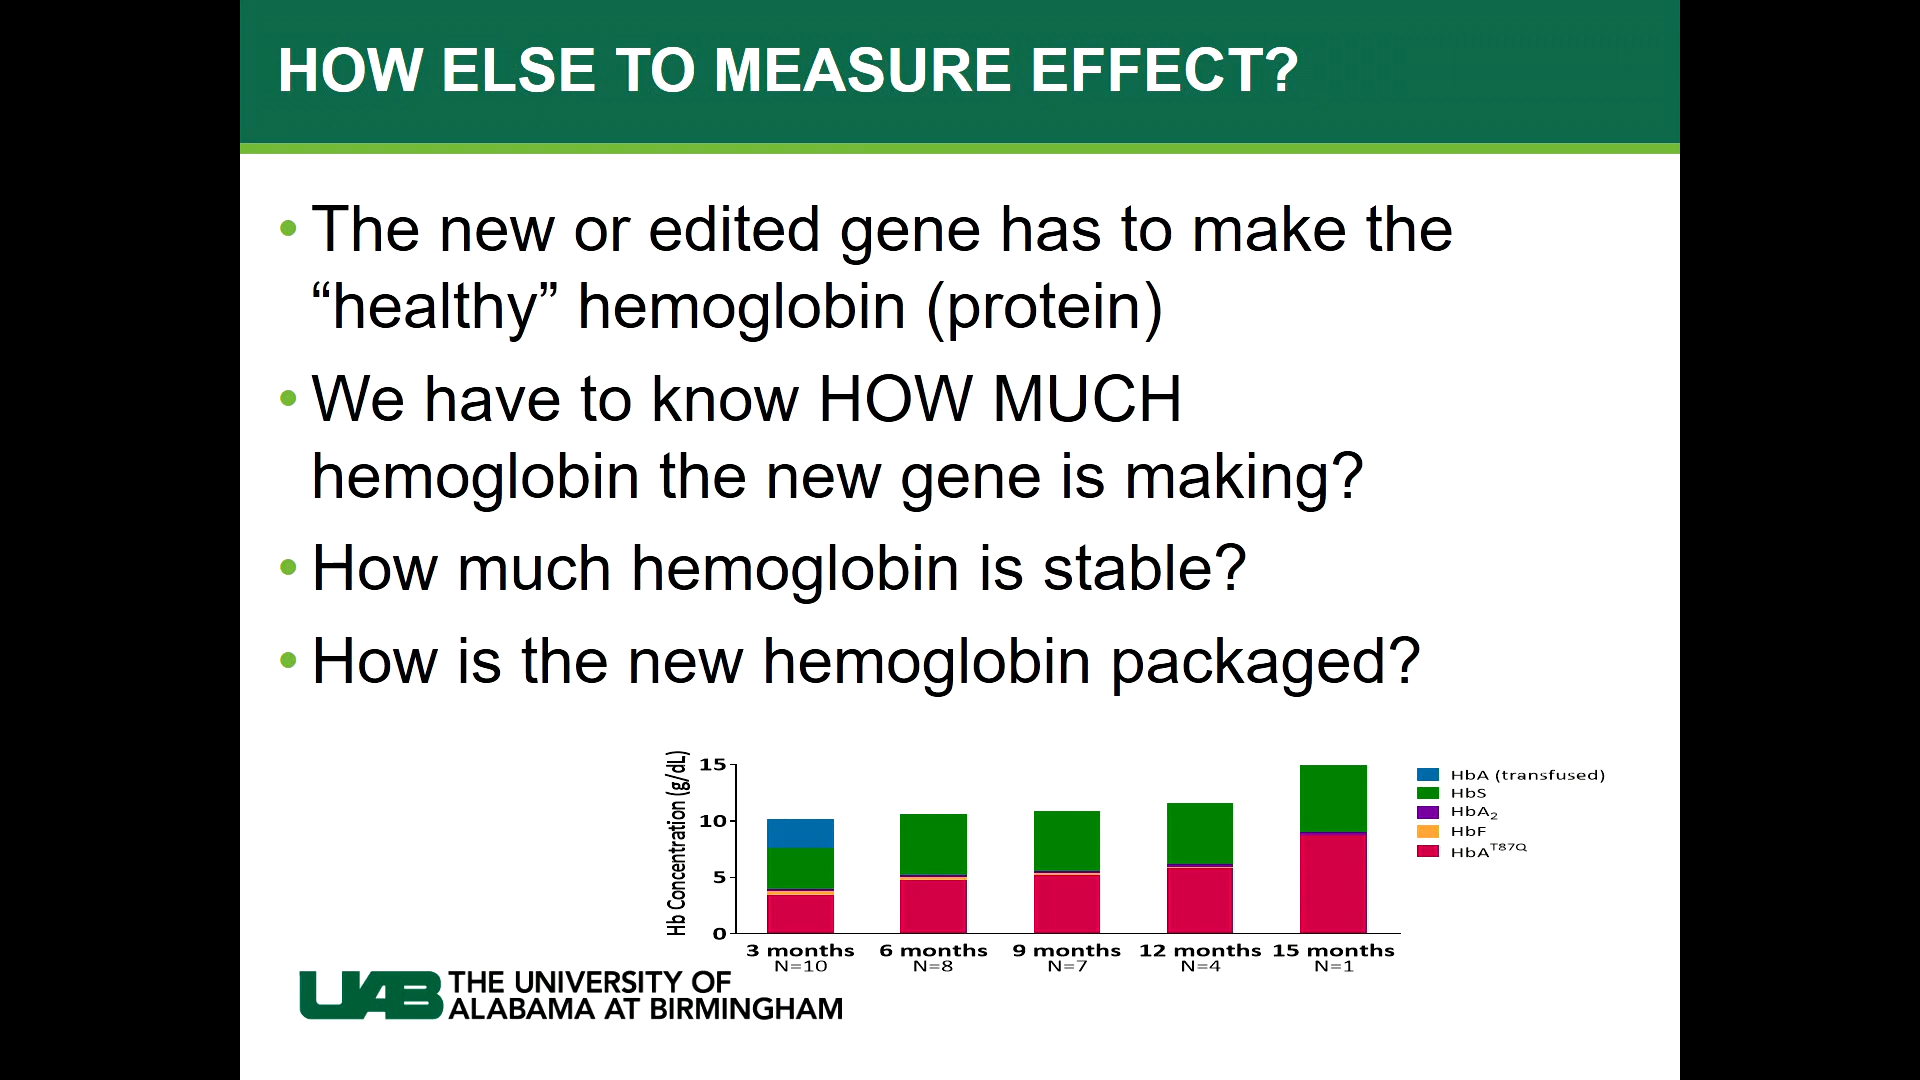 HOW ELSE TO MEASURE EFFECT?
• The new or edited gene has to make the
“healthy” hemoglobin (protein)
• We have to know HOW MUCH
hemoglobin the new gene is making?
• How much hemoglobin is stable?
• How is the new hemoglobin packaged?
Hb Concentration (g/dL)
15
10
5
0
3 months 6 months 9 months 12 months 15 months
N=10 N=8 N=7 N=4 N=1
HbA (transfused)
HbS
HbA₂
HbF
HbAᵀ⁸⁷Q
UAB
THE UNIVERSITY OF
ALABAMA AT BIRMINGHAM